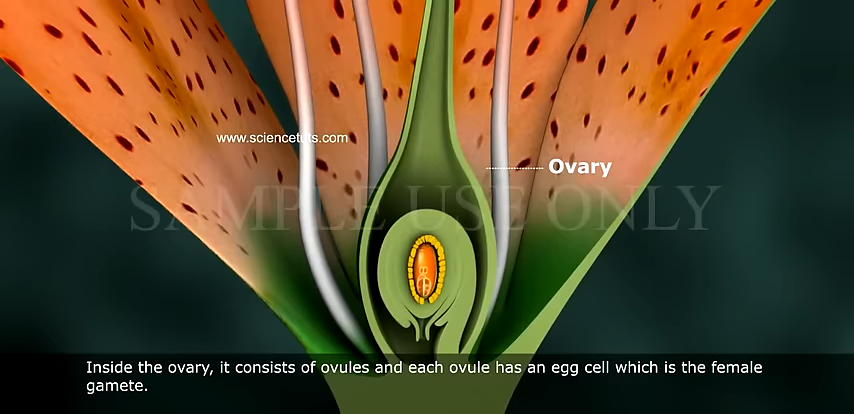 www.sciencetuts.com
Ovary
SAMPLE USE ONLY
Inside the ovary, it consists of ovules and each ovule has an egg cell which is the female
gamete.